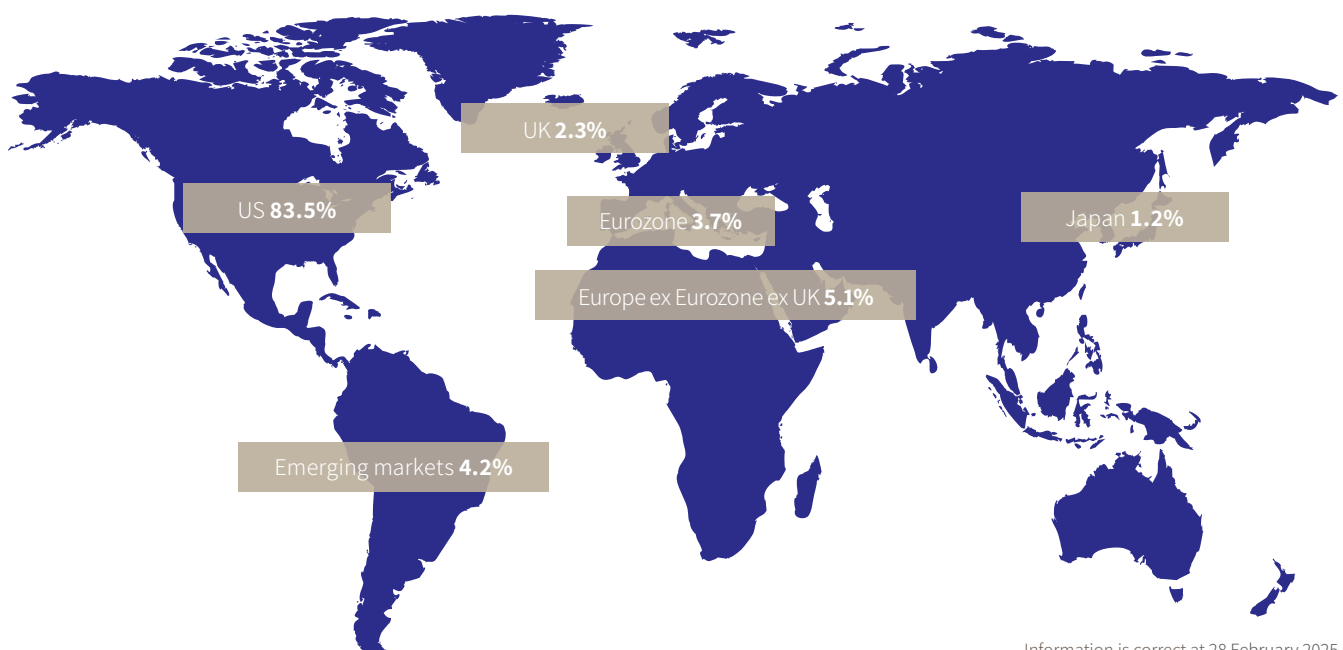 UK 2.3%
US 83.5%
Eurozone 3.7%
Japan 1.2%
Europe ex Eurozone ex UK 5.1%
Emerging markets 4.2%
Information is correct at 28 February 2025